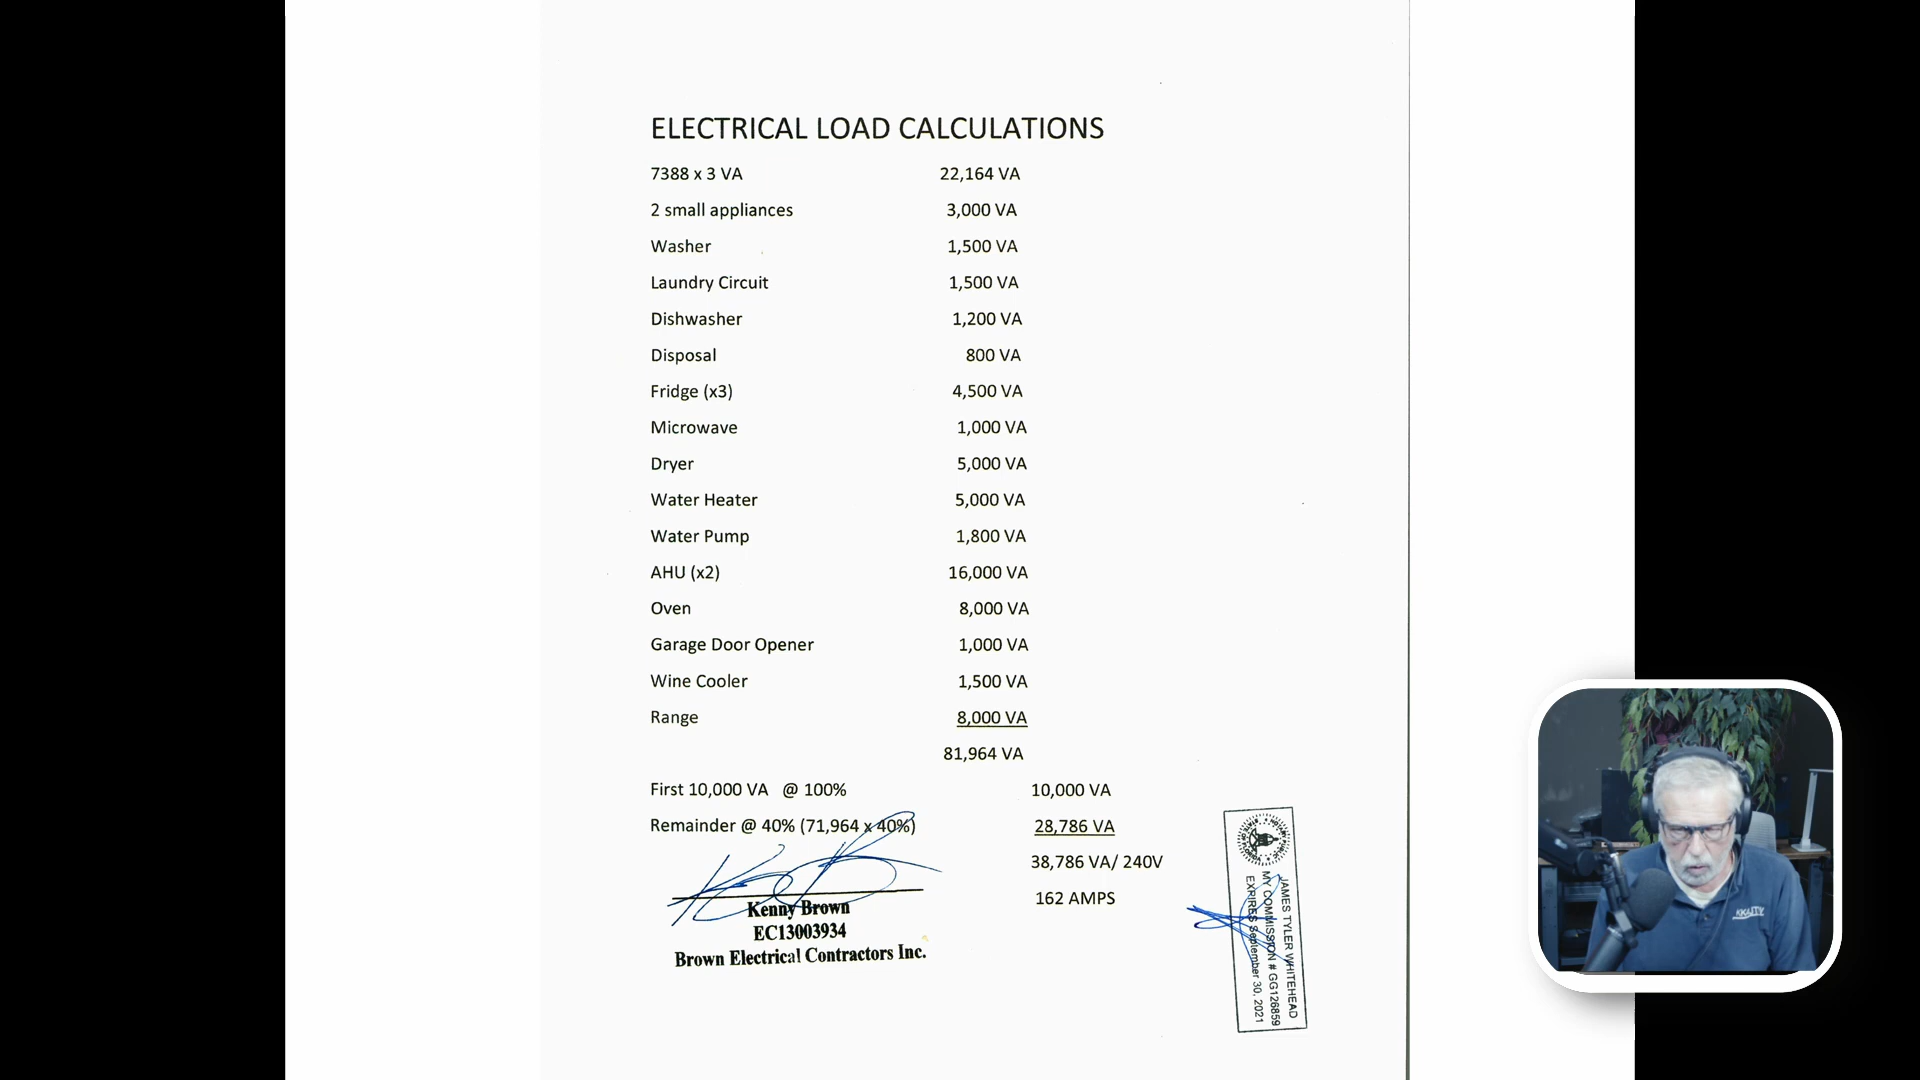 ELECTRICAL LOAD CALCULATIONS
7388 x 3 VA 22,164 VA
2 small appliances 3,000 VA
Washer 1,500 VA
Laundry Circuit 1,500 VA
Dishwasher 1,200 VA
Disposal 800 VA
Fridge (x3) 4,500 VA
Microwave 1,000 VA
Dryer 5,000 VA
Water Heater 5,000 VA
Water Pump 1,800 VA
AHU (x2) 16,000 VA
Oven 8,000 VA
Garage Door Opener 1,000 VA
Wine Cooler 1,500 VA
Range 8,000 VA
81,964 VA
First 10,000 VA @ 100% 10,000 VA
Remainder @ 40% (71,964 x 40%) 28,786 VA
38,786 VA/ 240V
162 AMPS
Kenny Brown
EC13003934
Brown Electrical Contractors Inc.
JAMES TYLER WHITEHEAD
MY COMMISSION # GG126859
EXPIRES September 30, 2021